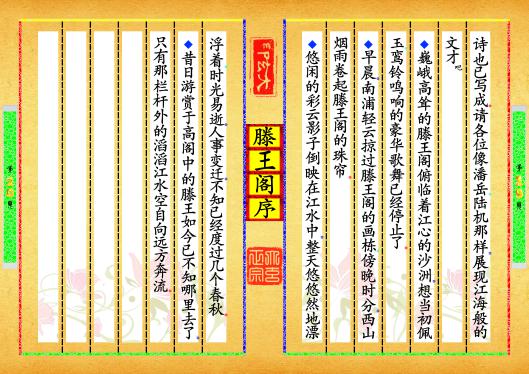 诗也已写成请各位像潘岳陆机那样展现江海般的
文才吧
◆巍峨高耸的滕王阁俯临着江心的沙洲.想当初佩
玉鸾铃鸣响的豪华歌舞已经停止了.
◆早晨南浦轻云掠过滕王阁的画栋傍晚时分西山
烟雨卷起滕王阁的珠帘.
◆悠闲的彩云影子倒映在江水中.整天悠悠然地漂
滕王阁序
浮着时光易逝人事变迁不知已经度过几个春秋.
◆昔日游赏于高阁中的滕王如今已不知哪里去了.
只有那栏杆外的滔滔江水空自向远方奔流.